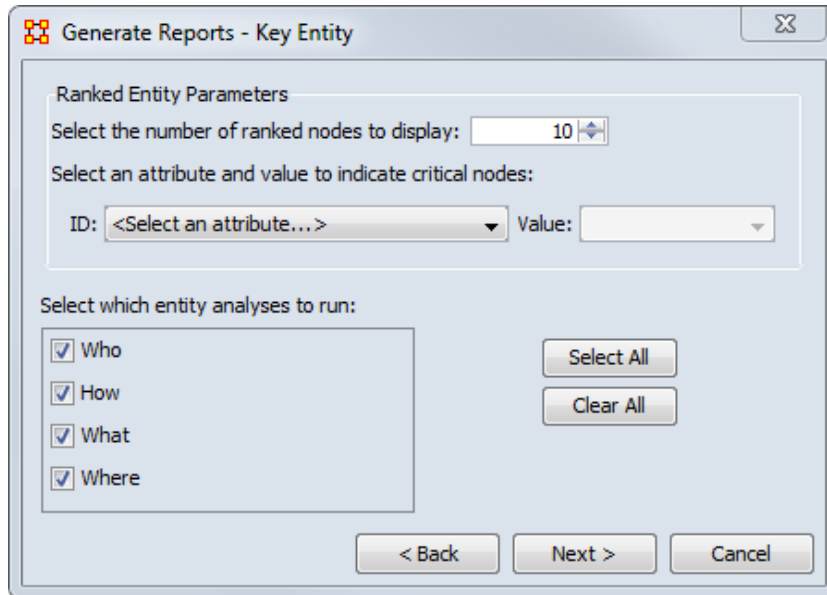 Generate Reports - Key Entity
Ranked Entity Parameters
Select the number of ranked nodes to display: 10
Select an attribute and value to indicate critical nodes:
ID: <Select an attribute...> Value:
Select which entity analyses to run:
Who
How
What
Where
Select All
Clear All
< Back Next > Cancel